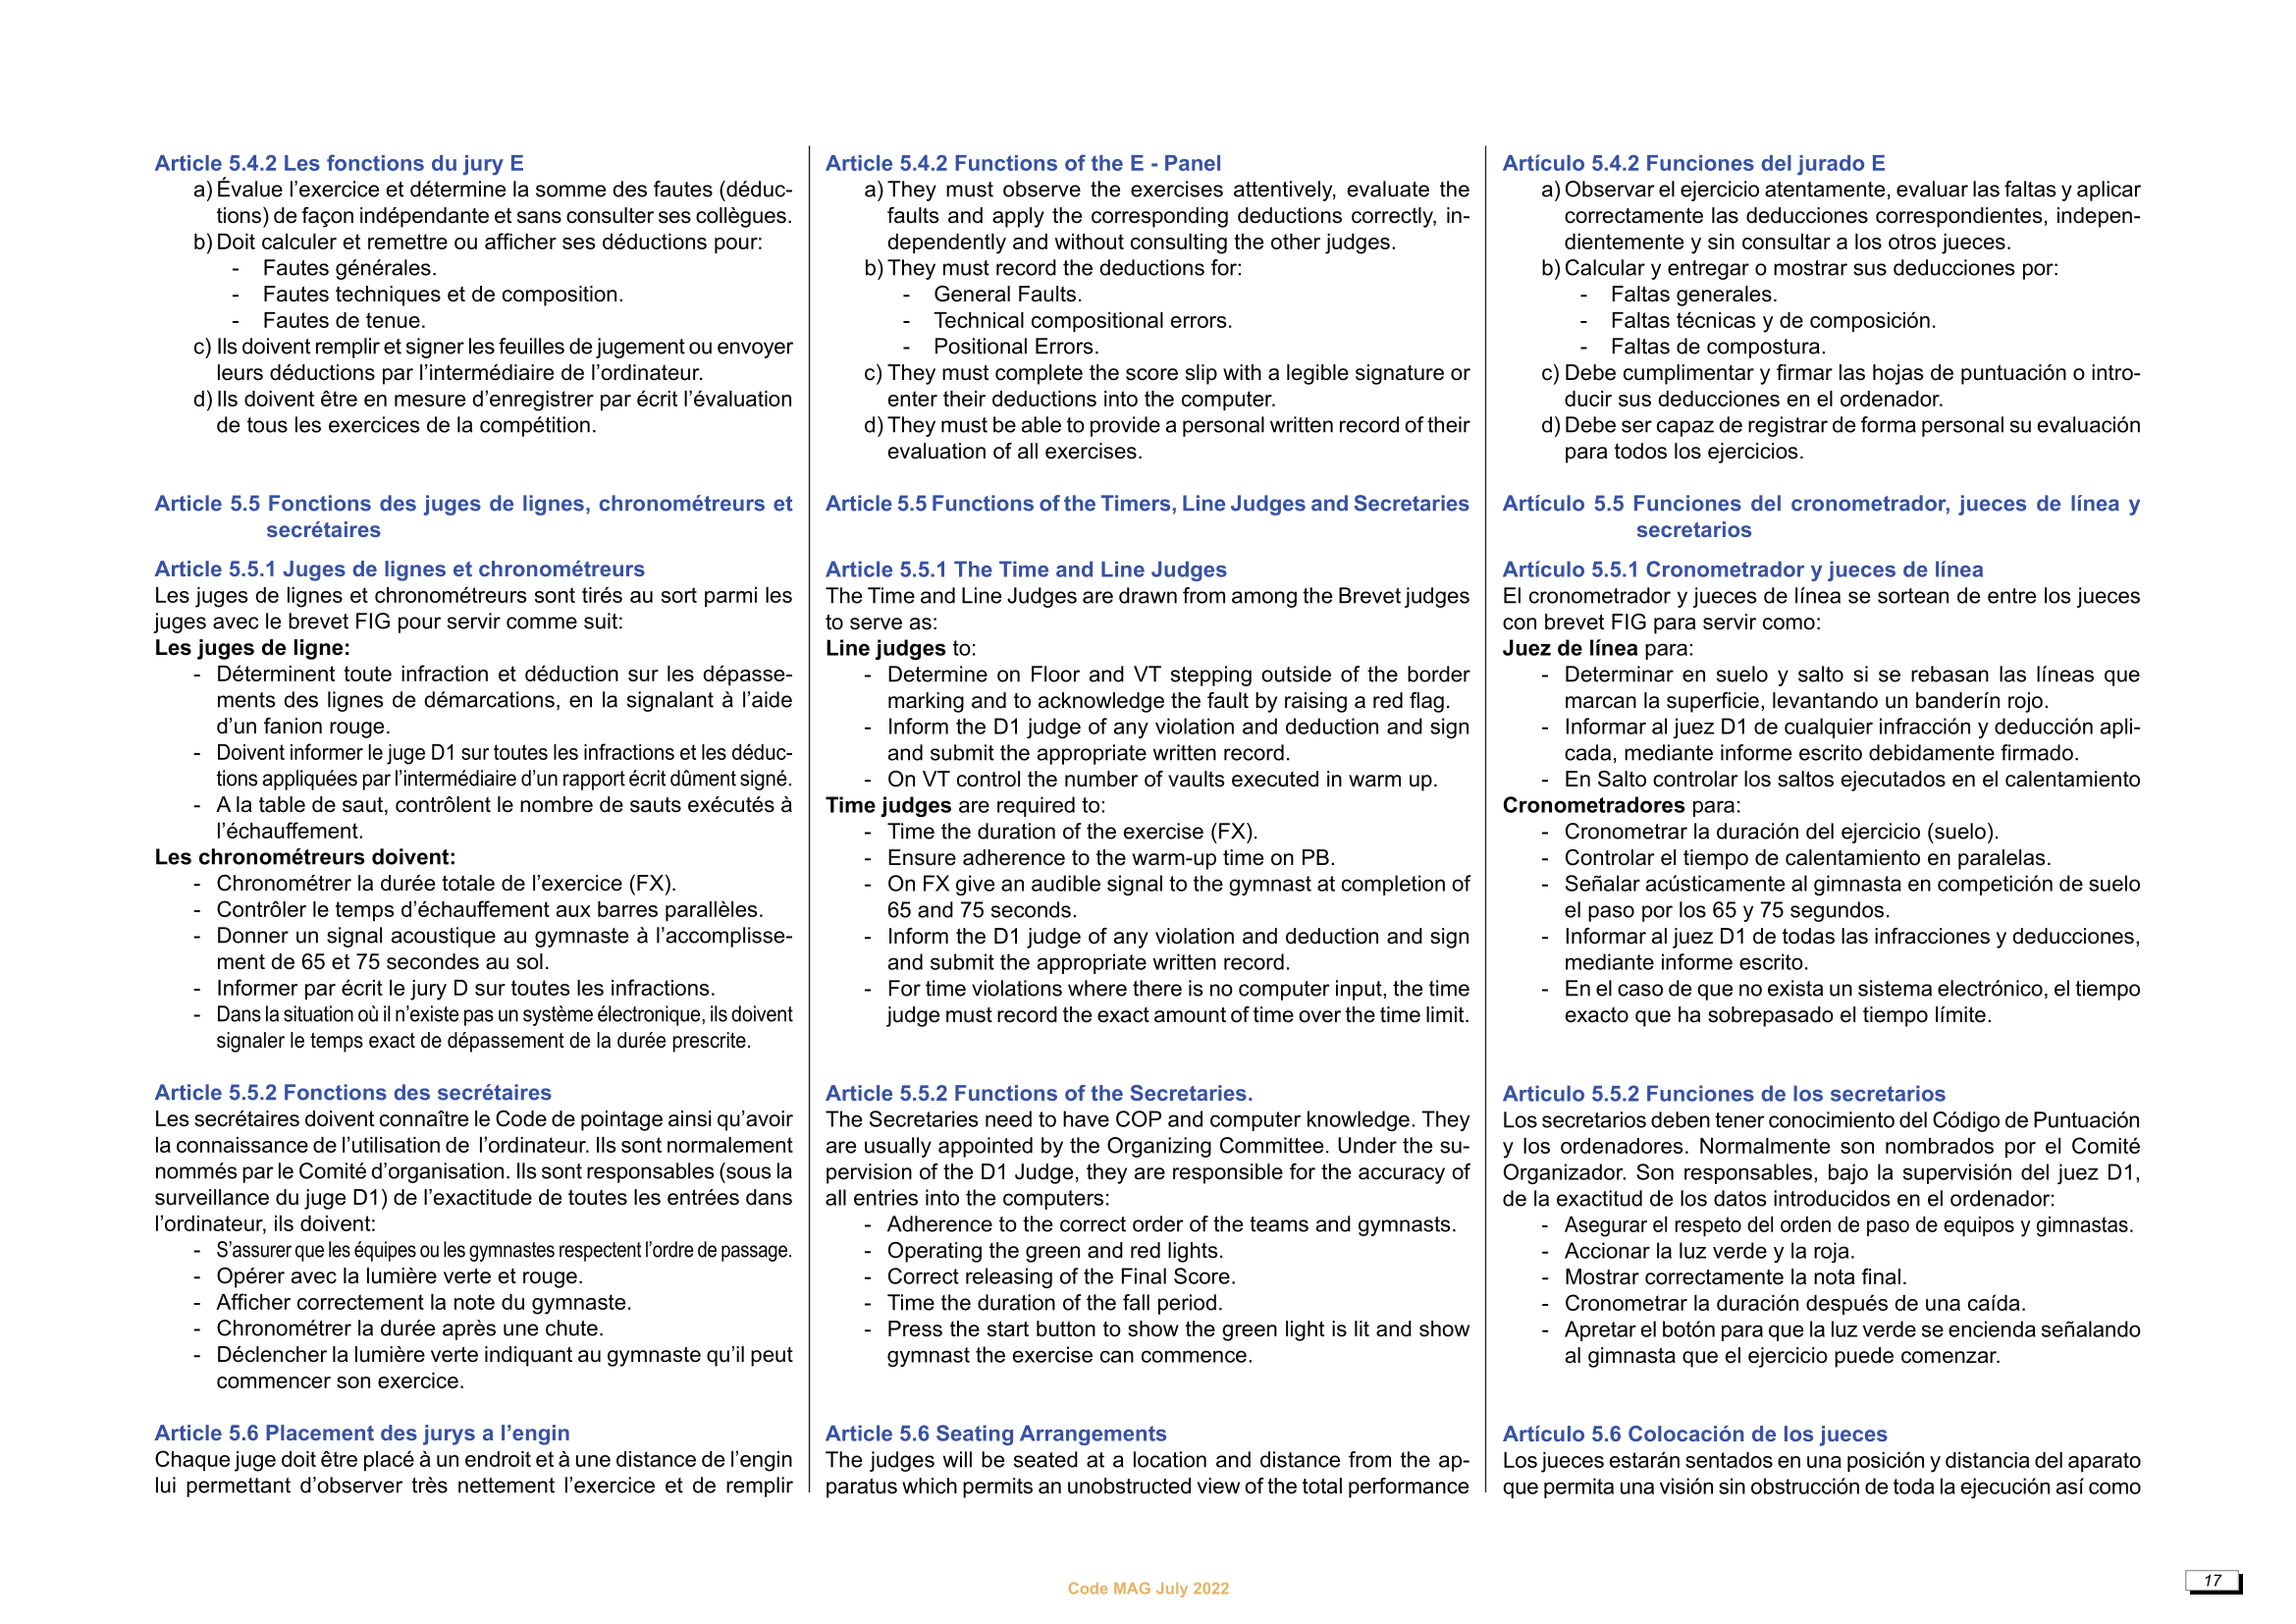 Article 5.4.2 Les fonctions du jury E
a) Évalue l’exercice et détermine la somme des fautes (déduc-
tions) de façon indépendante et sans consulter ses collègues.
b) Doit calculer et remettre ou afficher ses déductions pour:
- Fautes générales.
- Fautes techniques et de composition.
- Fautes de tenue.
c) Ils doivent remplir et signer les feuilles de jugement ou envoyer
leurs déductions par l’intermédiaire de l’ordinateur.
d) Ils doivent être en mesure d’enregistrer par écrit l’évaluation
de tous les exercices de la compétition.
Article 5.5 Fonctions des juges de lignes, chronométreurs et
secrétaires
Article 5.5.1 Juges de lignes et chronométreurs
Les juges de lignes et chronométreurs sont tirés au sort parmi les
juges avec le brevet FIG pour servir comme suit:
Les juges de ligne:
- Déterminent toute infraction et déduction sur les dépasse-
ments des lignes de démarcations, en la signalant à l’aide
d’un fanion rouge.
- Doivent informer le juge D1 sur toutes les infractions et les déduc-
tions appliquées par l’intermédiaire d’un rapport écrit dûment signé.
- A la table de saut, contrôlent le nombre de sauts exécutés à
l’échauffement.
Les chronométreurs doivent:
- Chronométrer la durée totale de l’exercice (FX).
- Contrôler le temps d’échauffement aux barres parallèles.
- Donner un signal acoustique au gymnaste à l’accomplisse-
ment de 65 et 75 secondes au sol.
- Informer par écrit le jury D sur toutes les infractions.
- Dans la situation où il n’existe pas un système électronique, ils doivent
signaler le temps exact de dépassement de la durée prescrite.
Article 5.5.2 Fonctions des secrétaires
Les secrétaires doivent connaître le Code de pointage ainsi qu’avoir
la connaissance de l’utilisation de l’ordinateur. Ils sont normalement
nommés par le Comité d’organisation. Ils sont responsables (sous la
surveillance du juge D1) de l’exactitude de toutes les entrées dans
l’ordinateur, ils doivent:
- S’assurer que les équipes ou les gymnastes respectent l’ordre de passage.
- Opérer avec la lumière verte et rouge.
- Afficher correctement la note du gymnaste.
- Chronométrer la durée après une chute.
- Déclencher la lumière verte indiquant au gymnaste qu’il peut
commencer son exercice.
Article 5.6 Placement des jurys a l’engin
Chaque juge doit être placé à un endroit et à une distance de l’engin
lui permettant d’observer très nettement l’exercice et de remplir
Article 5.4.2 Functions of the E - Panel
a) They must observe the exercises attentively, evaluate the
faults and apply the corresponding deductions correctly, in-
dependently and without consulting the other judges.
b) They must record the deductions for:
- General Faults.
- Technical compositional errors.
- Positional Errors.
c) They must complete the score slip with a legible signature or
enter their deductions into the computer.
d) They must be able to provide a personal written record of their
evaluation of all exercises.
Article 5.5 Functions of the Timers, Line Judges and Secretaries
Article 5.5.1 The Time and Line Judges
The Time and Line Judges are drawn from among the Brevet judges
to serve as:
Line judges to:
- Determine on Floor and VT stepping outside of the border
marking and to acknowledge the fault by raising a red flag.
- Inform the D1 judge of any violation and deduction and sign
and submit the appropriate written record.
- On VT control the number of vaults executed in warm up.
Time judges are required to:
- Time the duration of the exercise (FX).
- Ensure adherence to the warm-up time on PB.
- On FX give an audible signal to the gymnast at completion of
65 and 75 seconds.
- Inform the D1 judge of any violation and deduction and sign
and submit the appropriate written record.
- For time violations where there is no computer input, the time
judge must record the exact amount of time over the time limit.
Article 5.5.2 Functions of the Secretaries.
The Secretaries need to have COP and computer knowledge. They
are usually appointed by the Organizing Committee. Under the su-
pervision of the D1 Judge, they are responsible for the accuracy of
all entries into the computers:
- Adherence to the correct order of the teams and gymnasts.
- Operating the green and red lights.
- Correct releasing of the Final Score.
- Time the duration of the fall period.
- Press the start button to show the green light is lit and show
gymnast the exercise can commence.
Article 5.6 Seating Arrangements
The judges will be seated at a location and distance from the ap-
paratus which permits an unobstructed view of the total performance
Artículo 5.4.2 Funciones del jurado E
a) Observar el ejercicio atentamente, evaluar las faltas y aplicar
correctamente las deducciones correspondientes, indepen-
dientemente y sin consultar a los otros jueces.
b) Calcular y entregar o mostrar sus deducciones por:
- Faltas generales.
- Faltas técnicas y de composición.
- Faltas de compostura.
c) Debe cumplimentar y firmar las hojas de puntuación o intro-
ducir sus deducciones en el ordenador.
d) Debe ser capaz de registrar de forma personal su evaluación
para todos los ejercicios.
Artículo 5.5 Funciones del cronometrador, jueces de línea y
secretarios
Artículo 5.5.1 Cronometrador y jueces de línea
El cronometrador y jueces de línea se sortean de entre los jueces
con brevet FIG para servir como:
Juez de línea para:
- Determinar en suelo y salto si se rebasan las líneas que
marcan la superficie, levantando un banderín rojo.
- Informar al juez D1 de cualquier infracción y deducción apli-
cada, mediante informe escrito debidamente firmado.
- En Salto controlar los saltos ejecutados en el calentamiento
Cronometradores para:
- Cronometrar la duración del ejercicio (suelo).
- Controlar el tiempo de calentamiento en paralelas.
- Señalar acústicamente al gimnasta en competición de suelo
el paso por los 65 y 75 segundos.
- Informar al juez D1 de todas las infracciones y deducciones,
mediante informe escrito.
- En el caso de que no exista un sistema electrónico, el tiempo
exacto que ha sobrepasado el tiempo límite.
Articulo 5.5.2 Funciones de los secretarios
Los secretarios deben tener conocimiento del Código de Puntuación
y los ordenadores. Normalmente son nombrados por el Comité
Organizador. Son responsables, bajo la supervisión del juez D1,
de la exactitud de los datos introducidos en el ordenador:
- Asegurar el respeto del orden de paso de equipos y gimnastas.
- Accionar la luz verde y la roja.
- Mostrar correctamente la nota final.
- Cronometrar la duración después de una caída.
- Apretar el botón para que la luz verde se encienda señalando
al gimnasta que el ejercicio puede comenzar.
Artículo 5.6 Colocación de los jueces
Los jueces estarán sentados en una posición y distancia del aparato
que permita una visión sin obstrucción de toda la ejecución así como
Code MAG July 2022
17